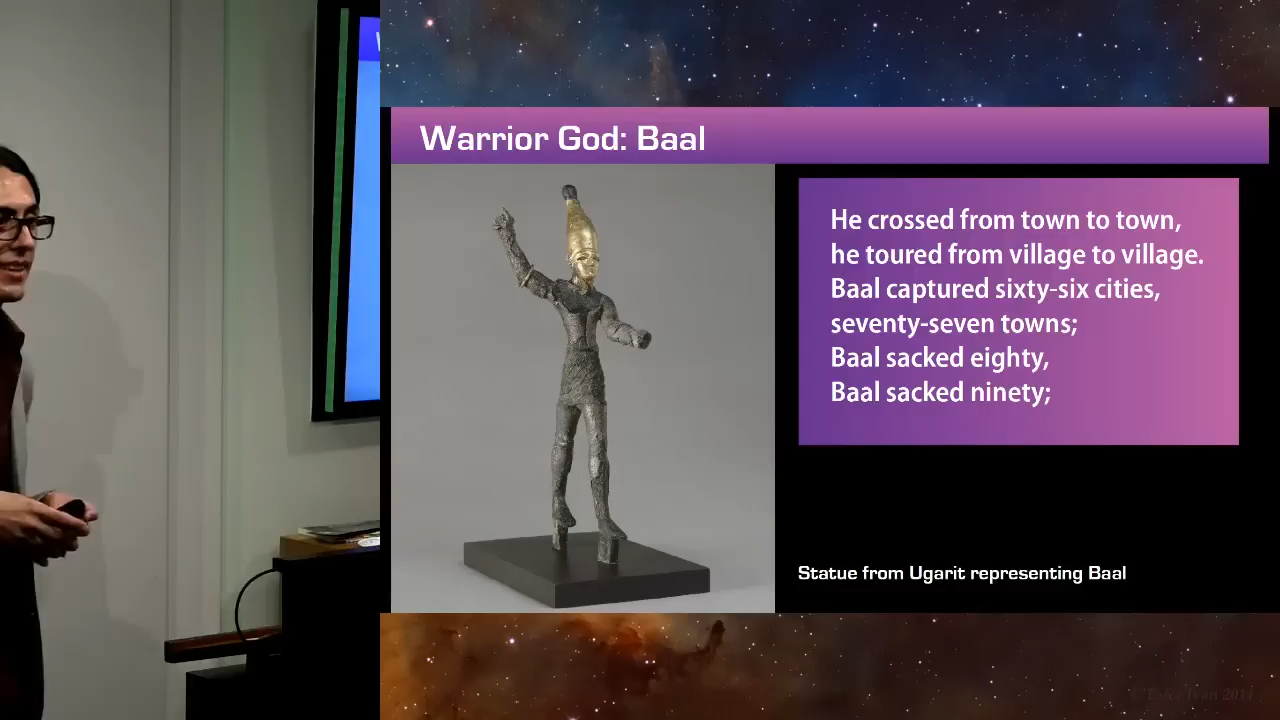 Warrior God: Baal
He crossed from town to town,
he toured from village to village.
Baal captured sixty-six cities,
seventy-seven towns;
Baal sacked eighty,
Baal sacked ninety;
Statue from Ugarit representing Baal